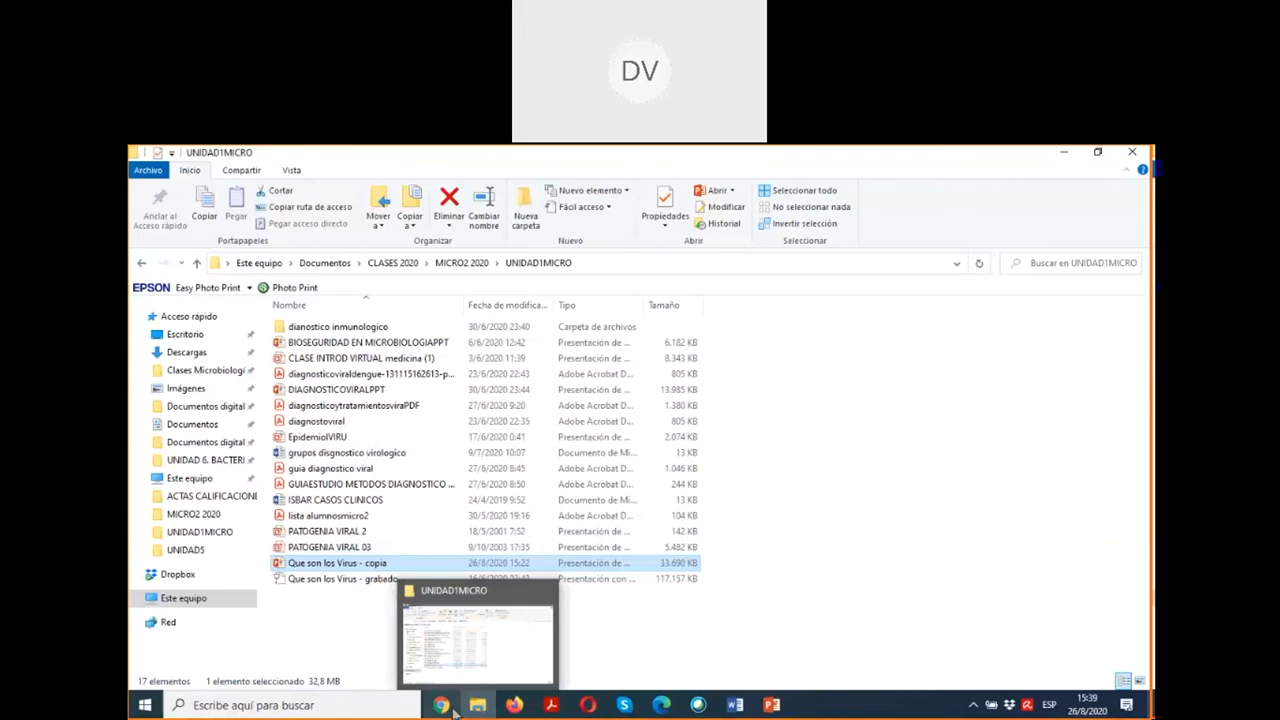 DV
UNIDAD1MICRO
Archivo Inicio Compartir Vista
Anclar al Acceso rápido
Copiar
Pegar
Cortar
Copiar ruta de acceso
Pegar acceso directo
Portapapeles
Mover a
Copiar a
Eliminar
Cambiar nombre
Organizar
Nueva carpeta
Nuevo elemento
Fácil acceso
Nuevo
Propiedades
Abrir
Modificar
Historial
Abrir
Seleccionar todo
No seleccionar nada
Invertir selección
Seleccionar
Este equipo > Documentos > CLASES 2020 > MICRO2 2020 > UNIDAD1MICRO
Buscar en UNIDAD1MICRO
EPSON Easy Photo Print Photo Print
Nombre Fecha de modifica... Tipo Tamaño
Acceso rápido
Escritorio
Descargas
Clases Microbiologí
Imágenes
Documentos digital
Documentos
Documentos digital
UNIDAD 6. BACTERI
Este equipo
ACTAS CALIFICACIONE
MICRO2 2020
UNIDAD1MICRO
UNIDAD5
Dropbox
Este equipo
Red
dianostico inmunologico 30/6/2020 23:40 Carpeta de archivos
BIOSEGURIDAD EN MICROBIOLOGIAPPT 6/6/2020 12:42 Presentación de ... 6.182 KB
CLASE INTROD VIRTUAL medicina (1) 3/6/2020 11:39 Presentación de ... 8.343 KB
diagnosticoviraldengue-131115162613-p... 23/6/2020 22:43 Adobe Acrobat D... 805 KB
DIAGNOSTICOVIRALPPT 30/6/2020 23:44 Presentación de ... 13.985 KB
diagnosticoytratamientosviraPDF 27/6/2020 9:20 Adobe Acrobat D... 1.380 KB
diagnostoviral 23/6/2020 22:35 Adobe Acrobat D... 805 KB
EpidemioIVIRU 17/6/2020 0:41 Presentación de ... 2.074 KB
grupos disgnostico virologico 9/7/2020 10:07 Documento de Mi... 13 KB
guia diagnostico viral 27/6/2020 8:45 Adobe Acrobat D... 1.046 KB
GUIAESTUDIO METODOS DIAGNOSTICO ... 27/6/2020 8:50 Adobe Acrobat D... 244 KB
ISBAR CASOS CLINICOS 24/4/2019 9:52 Documento de Mi... 13 KB
lista alumnosmicro2 30/5/2020 19:16 Adobe Acrobat D... 104 KB
PATOGENIA VIRAL 2 18/5/2001 7:52 Presentación de ... 142 KB
PATOGENIA VIRAL 03 9/10/2003 17:35 Presentación de ... 5.482 KB
Que son los Virus - copia 26/8/2020 15:22 Presentación de ... 33.690 KB
Que son los Virus - grabado Presentación con ... 117.157 KB
UNIDAD1MICRO
17 elementos 1 elemento seleccionado 32,8 MB
Escribe aquí para buscar
ESP
15:39
26/8/2020